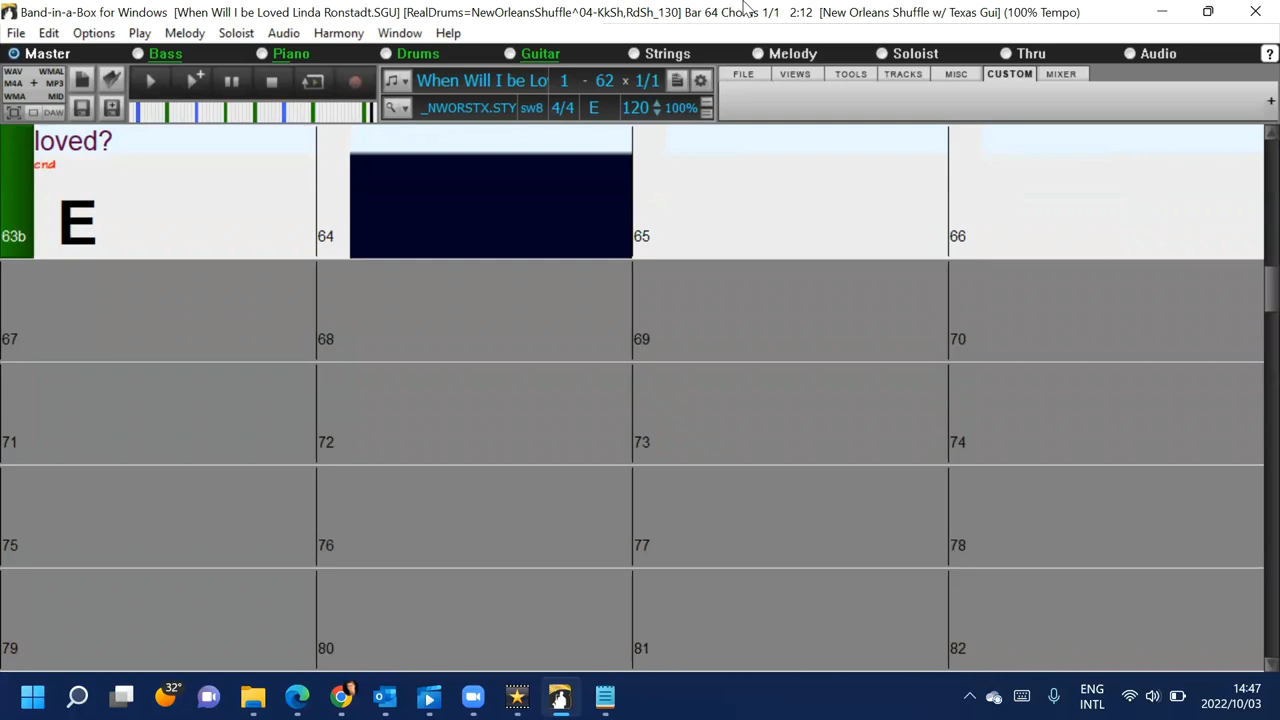 Band-in-a-Box for Windows [When Will I be Loved Linda Ronstadt.SGU] [RealDrums=NewOrleansShuffle^04-KkSh,RdSh_130] Bar 64 Chorus 1/1 2:12 [New Orleans Shuffle w/ Texas Gui] (100% Tempo)
File Edit Options Play Melody Soloist Audio Harmony Window Help
Master Bass Piano Drums Guitar Strings Melody Soloist Thru Audio ?
WAV WMAL
M4A + MP3
WMA MID
DAW
When Will I be Lo 1 - 62 x 1/1
_NWORSTX.STY sw8 4/4 E 120 100%
FILE VIEWS TOOLS TRACKS MISC CUSTOM MIXER
+
loved?
end
E
63b 64 65 66
67 68 69 70
71 72 73 74
75 76 77 78
79 80 81 82
32°
ENG
INTL
14:47
2022/10/03